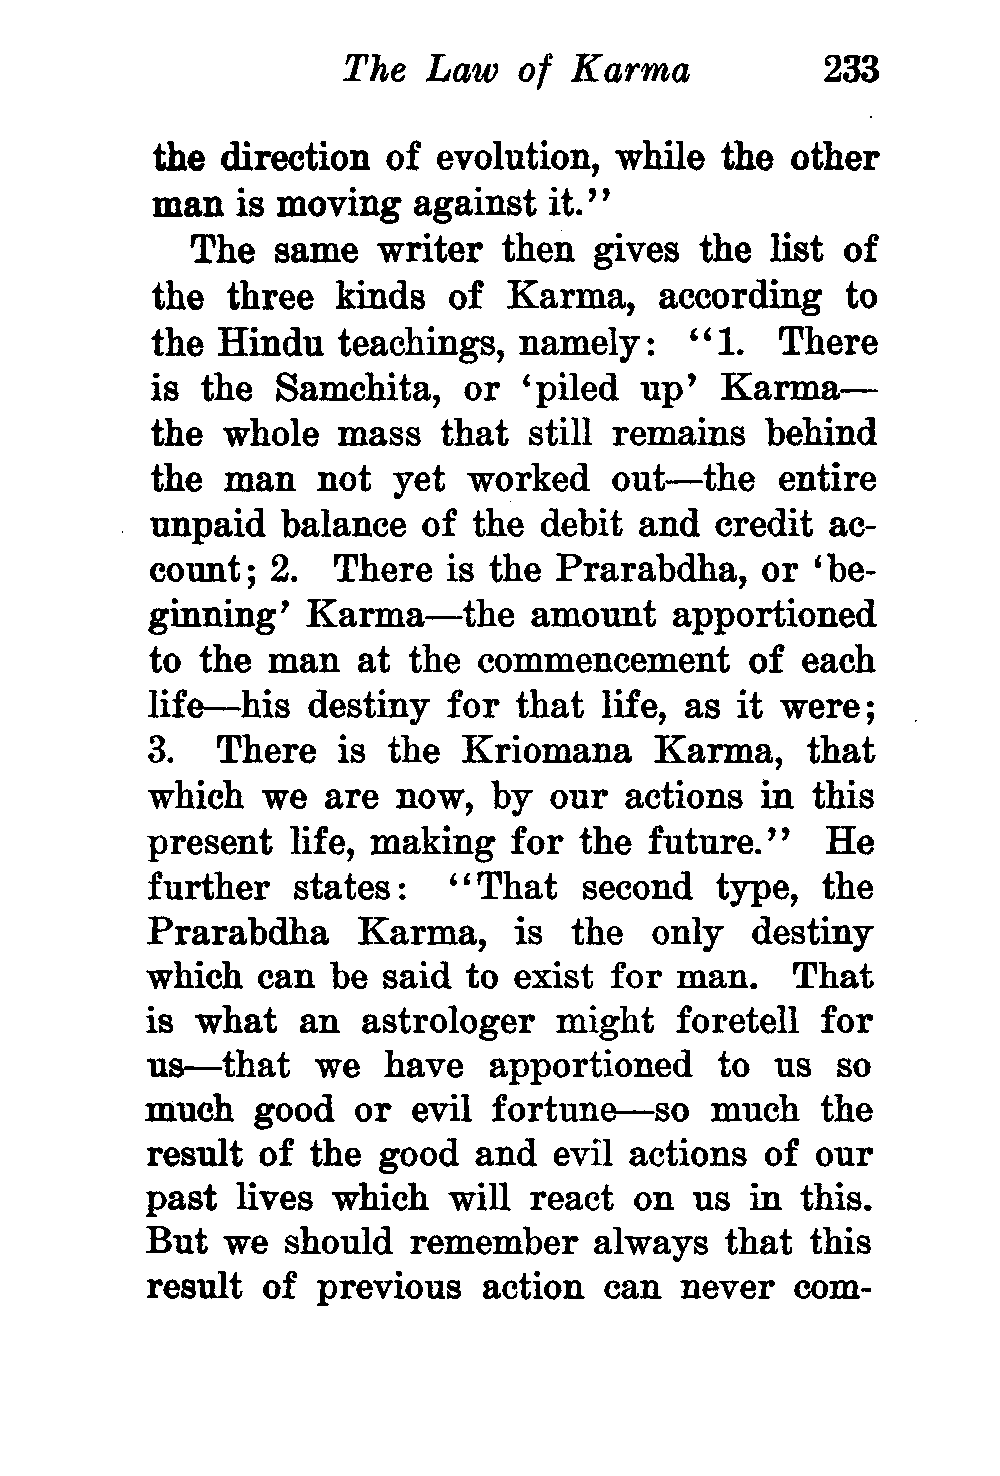 The Law of Karma 233
the direction of evolution, while the other
man is moving against it."
The same writer then gives the list of
the three kinds of Karma, according to
the Hindu teachings, namely: "1. There
is the Samchita, or 'piled up' Karma—
the whole mass that still remains behind
the man not yet worked out—the entire
unpaid balance of the debit and credit ac-
count; 2. There is the Prarabdha, or 'be-
ginning' Karma—the amount apportioned
to the man at the commencement of each
life—his destiny for that life, as it were;
3. There is the Kriomana Karma, that
which we are now, by our actions in this
present life, making for the future." He
further states: "That second type, the
Prarabdha Karma, is the only destiny
which can be said to exist for man. That
is what an astrologer might foretell for
us—that we have apportioned to us so
much good or evil fortune—so much the
result of the good and evil actions of our
past lives which will react on us in this.
But we should remember always that this
result of previous action can never com-